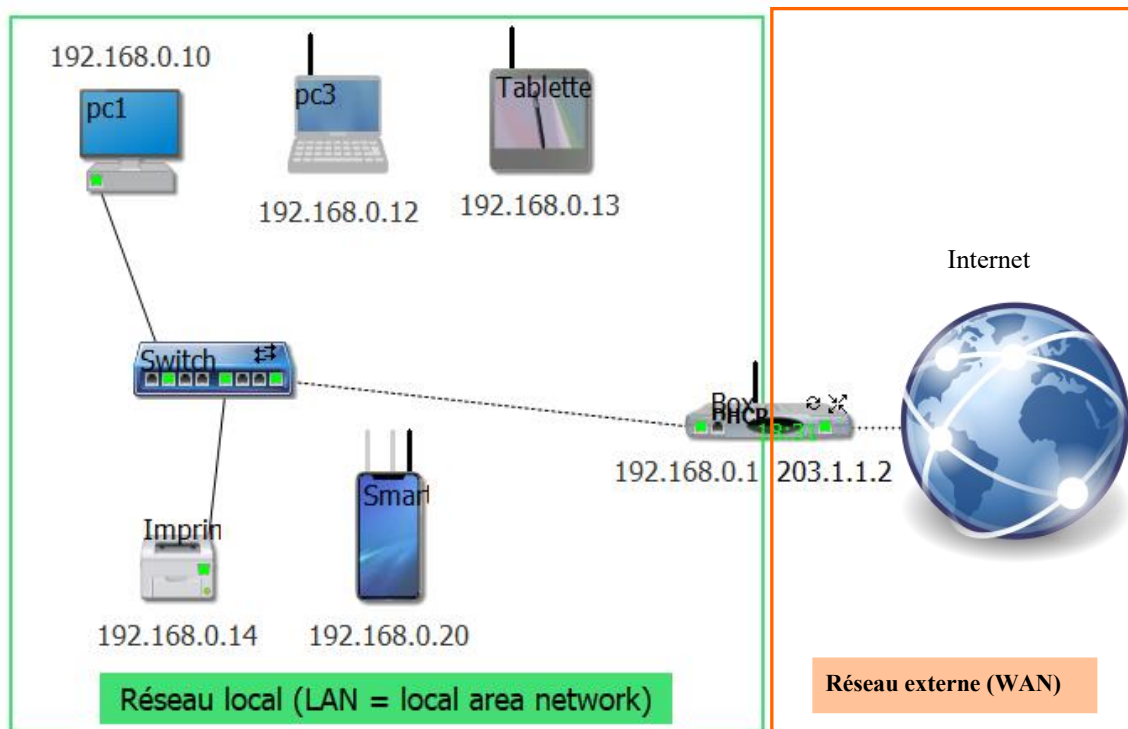 192.168.0.10
pc1
pc3
Tablette
192.168.0.12
192.168.0.13
Internet
Switch
Box
DHCP
192.168.0.1
203.1.1.2
Smart
Imprin
192.168.0.14
192.168.0.20
Réseau local (LAN = local area network)
Réseau externe (WAN)